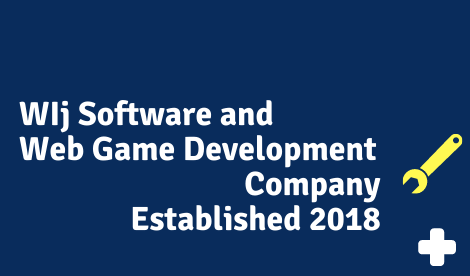 WIj Software and
Web Game Development
Company
Established 2018